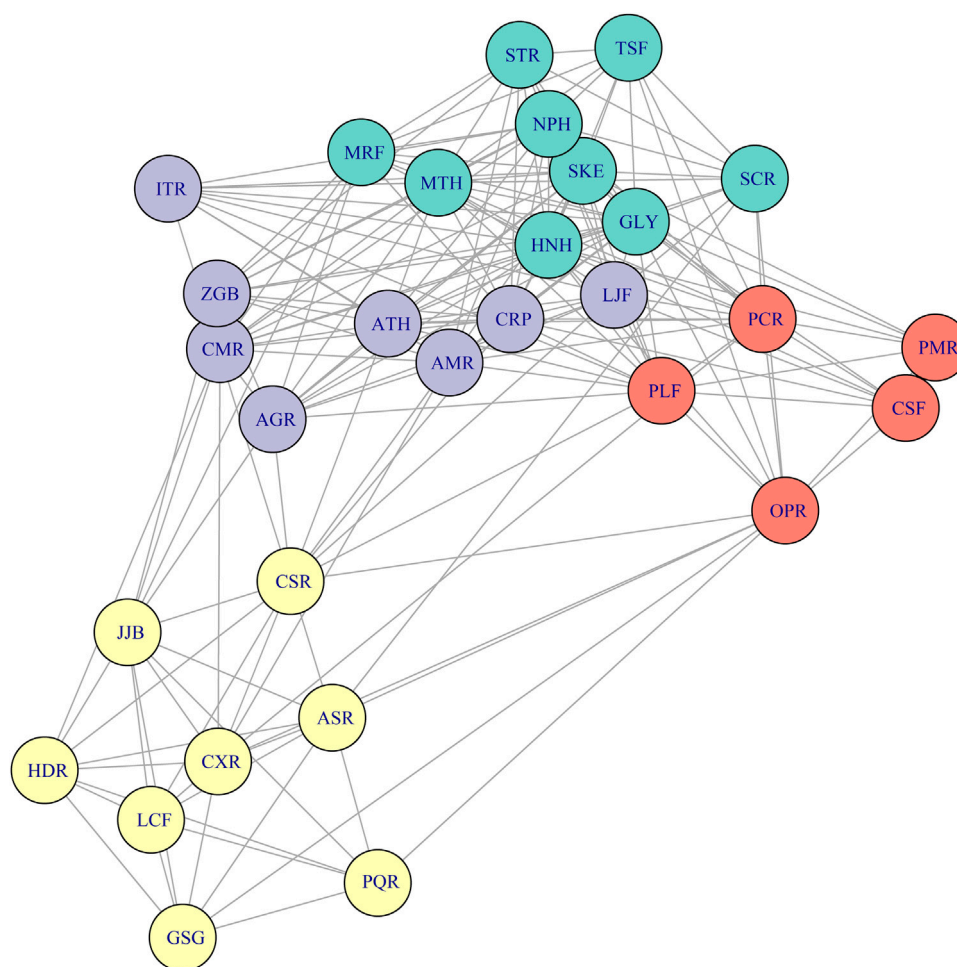 TSF
STR
NPH
MRF
SKE
SCR
MTH
ITR
GLY
HNH
ZGB
LJF
PCR
CRP
ATH
PMR
CMR
AMR
PLF
CSF
AGR
OPR
CSR
JJB
ASR
CXR
HDR
LCF
PQR
GSG